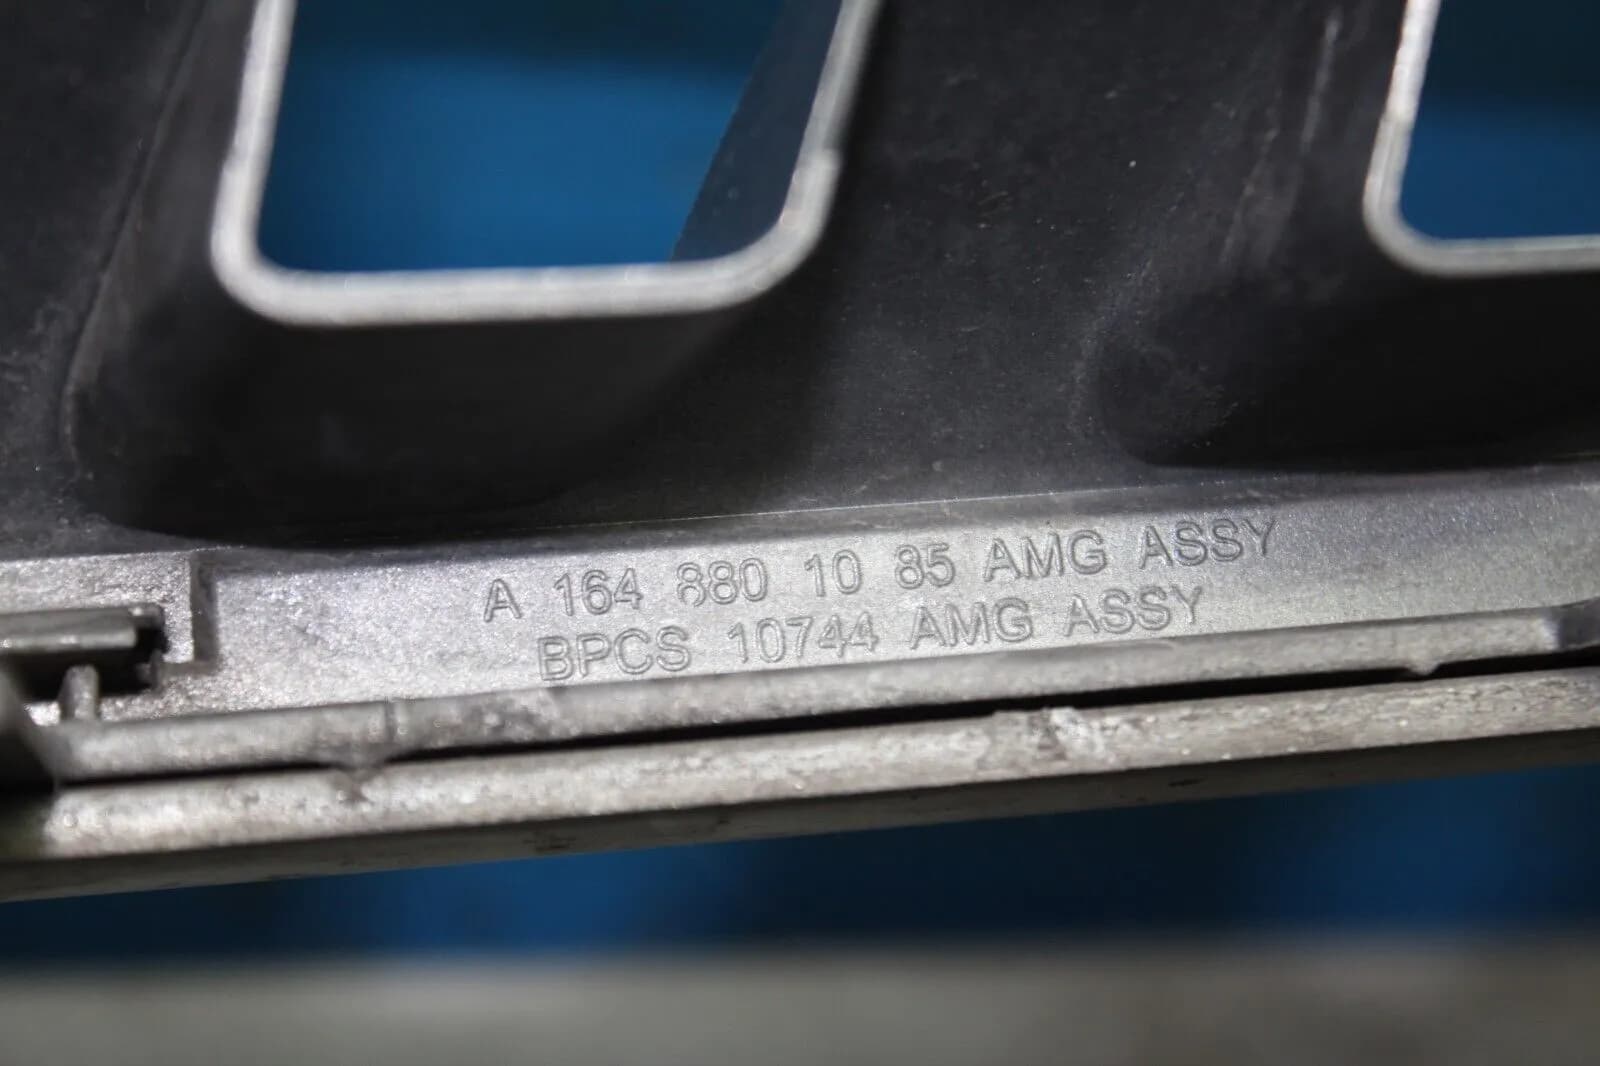 A 164 880 10 85 AMG ASSY
BPCS 10744 AMG ASSY